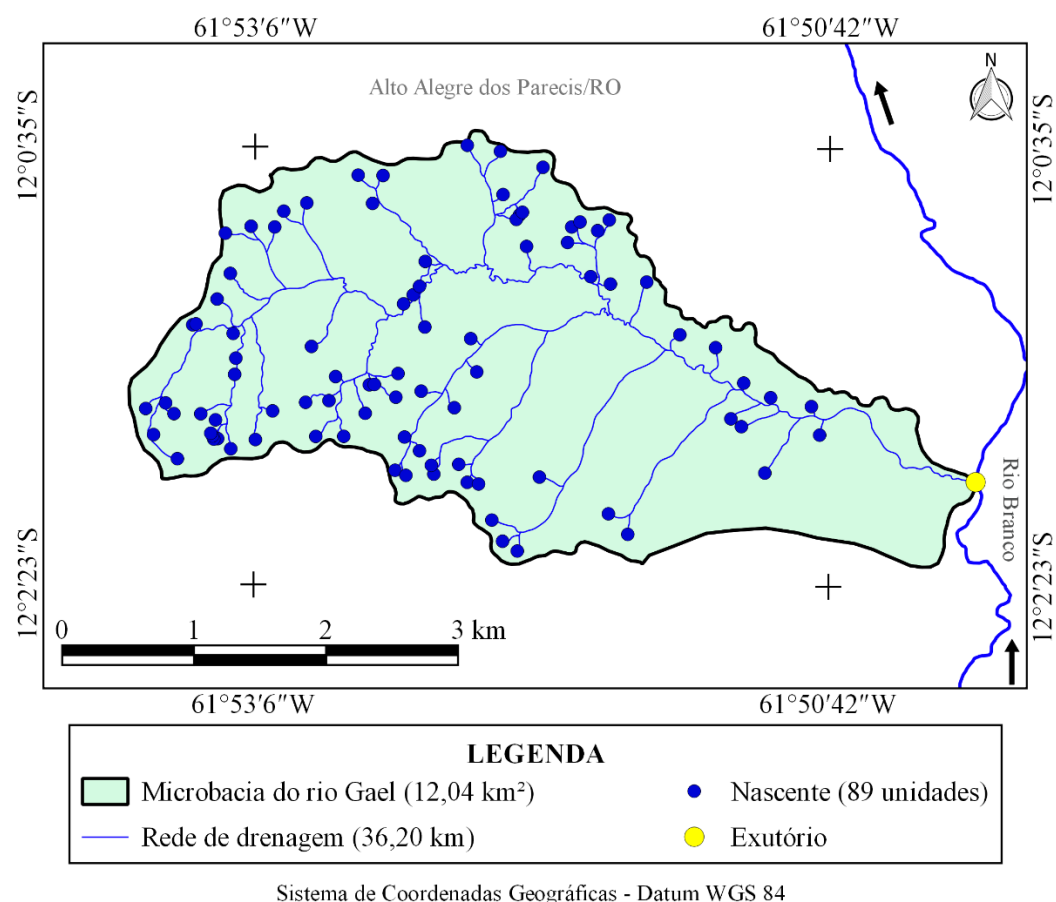 61°53′6″W 61°50′42″W
Alto Alegre dos Parecis/RO
N
12°0′35″S 12°0′35″S
Rio Branco
12°2′23″S 12°2′23″S
0 1 2 3 km
61°53′6″W 61°50′42″W
LEGENDA
Microbacia do rio Gael (12,04 km²) Nascente (89 unidades)
Rede de drenagem (36,20 km) Exutório
Sistema de Coordenadas Geográficas - Datum WGS 84